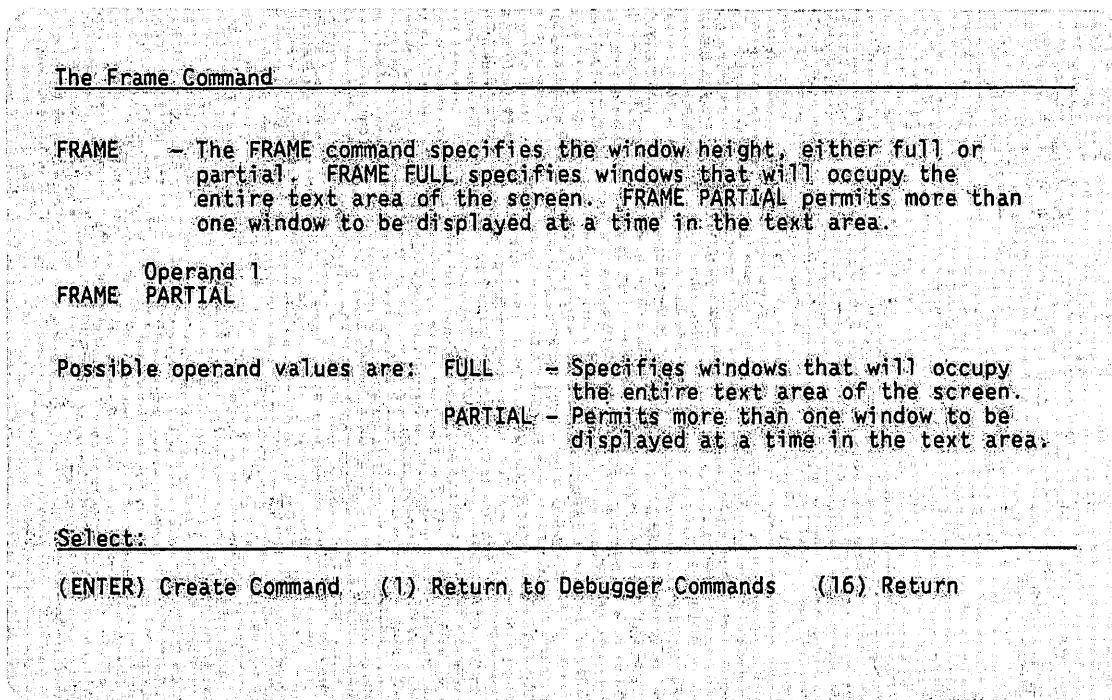 The Frame Command
FRAME - The FRAME command specifies the window height, either full or
partial. FRAME FULL specifies windows that will occupy the
entire text area of the screen. FRAME PARTIAL permits more than
one window to be displayed at a time in the text area.
Operand 1
FRAME PARTIAL
Possible operand values are: FULL - Specifies windows that will occupy
the entire text area of the screen.
PARTIAL - Permits more than one window to be
displayed at a time in the text area.
Select:
(ENTER) Create Command (1) Return to Debugger Commands (16) Return